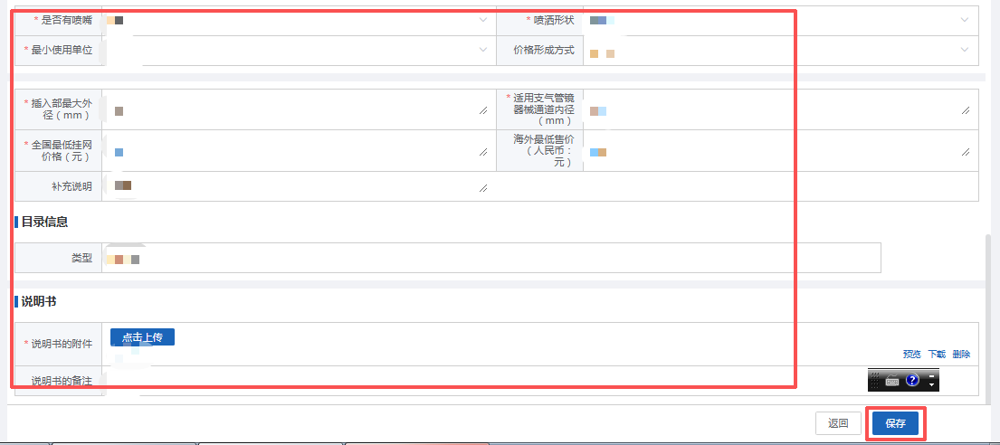 * 是否有喷嘴
* 喷洒形状
* 最小使用单位
价格形成方式
* 插入部最大外
径（mm）
* 适用支气管镜
器械通道内径
（mm）
* 全国最低挂网
价格（元）
海外最低售价
（人民币：
元）
补充说明
目录信息
类型
说明书
* 说明书的附件
点击上传
预览 下载 删除
说明书的备注
?
返回
保存